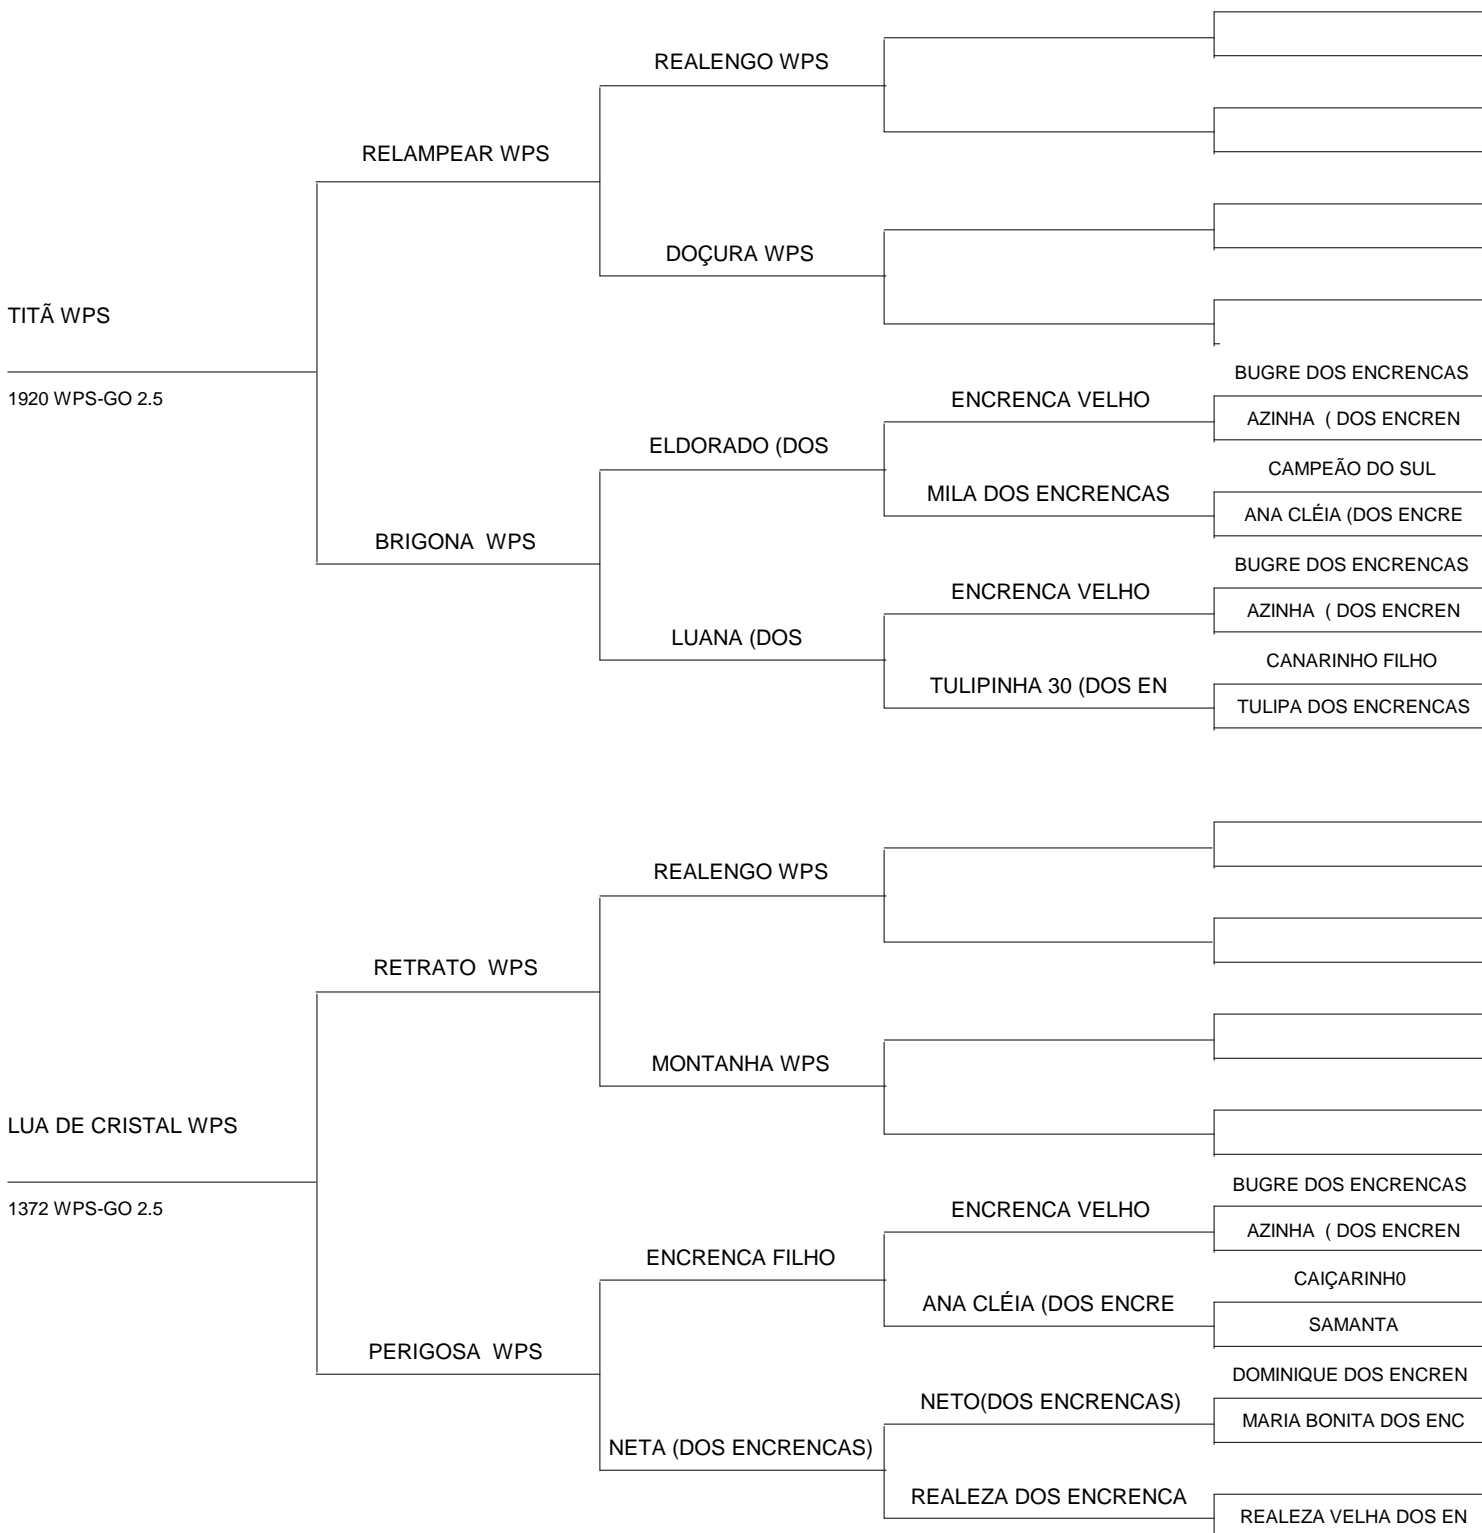 REALENGO WPS
RELAMPEAR WPS
DOÇURA WPS
TITÃ WPS
1920 WPS-GO 2.5
BUGRE DOS ENCRENCAS
ENCRENCA VELHO
AZINHA ( DOS ENCREN
ELDORADO (DOS
CAMPEÃO DO SUL
MILA DOS ENCRENCAS
ANA CLÉIA (DOS ENCRE
BRIGONA WPS
BUGRE DOS ENCRENCAS
ENCRENCA VELHO
AZINHA ( DOS ENCREN
LUANA (DOS
CANARINHO FILHO
TULIPINHA 30 (DOS EN
TULIPA DOS ENCRENCAS
REALENGO WPS
RETRATO WPS
MONTANHA WPS
LUA DE CRISTAL WPS
1372 WPS-GO 2.5
BUGRE DOS ENCRENCAS
ENCRENCA VELHO
AZINHA ( DOS ENCREN
ENCRENCA FILHO
CAIÇARINH0
ANA CLÉIA (DOS ENCRE
SAMANTA
PERIGOSA WPS
DOMINIQUE DOS ENCREN
NETO(DOS ENCRENCAS)
MARIA BONITA DOS ENC
NETA (DOS ENCRENCAS)
REALEZA DOS ENCRENCA
REALEZA VELHA DOS EN